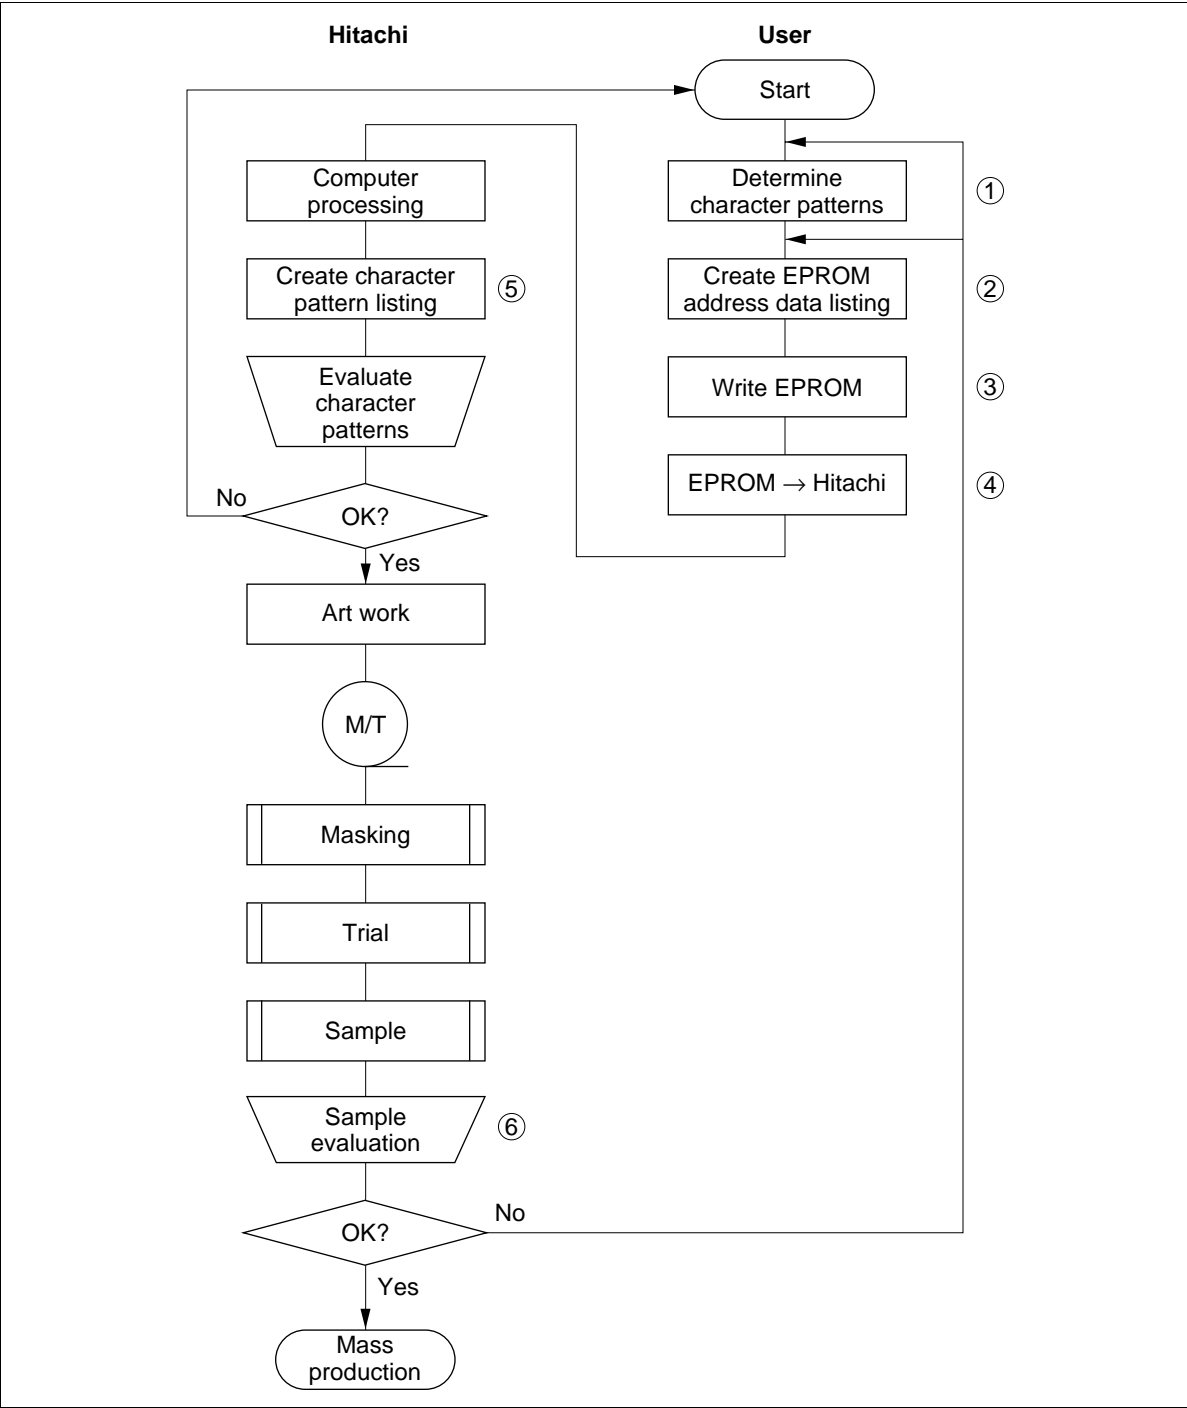 Hitachi
User
Start
Determine
character patterns
①
Create EPROM
address data listing
②
Write EPROM
③
EPROM → Hitachi
④
Computer
processing
Create character
pattern listing
⑤
Evaluate
character
patterns
OK?
No
Yes
Art work
M/T
Masking
Trial
Sample
Sample
evaluation
⑥
OK?
No
Yes
Mass
production